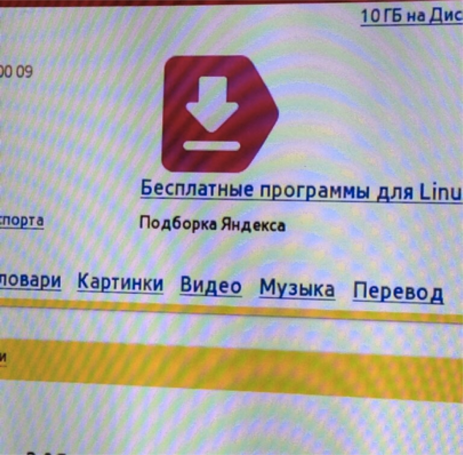 10 ГБ на Дис
00 09
Бесплатные программы для Linu
спорта
Подборка Яндекса
ловари Картинки Видео Музыка Перевод
и